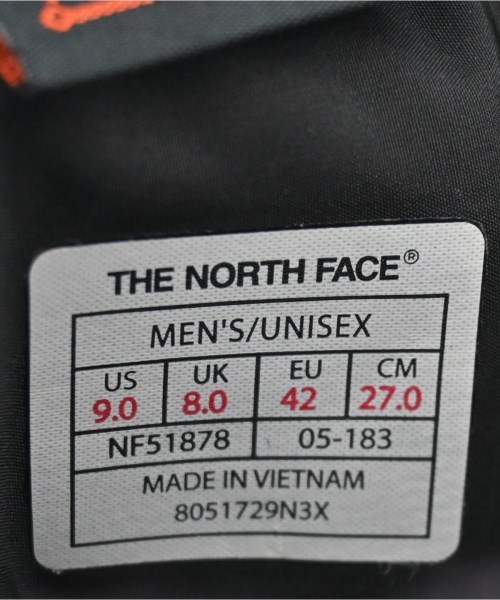 THE NORTH FACE®
MEN'S/UNISEX
US UK EU CM
9.0 8.0 42 27.0
NF51878 05-183
MADE IN VIETNAM
8051729N3X